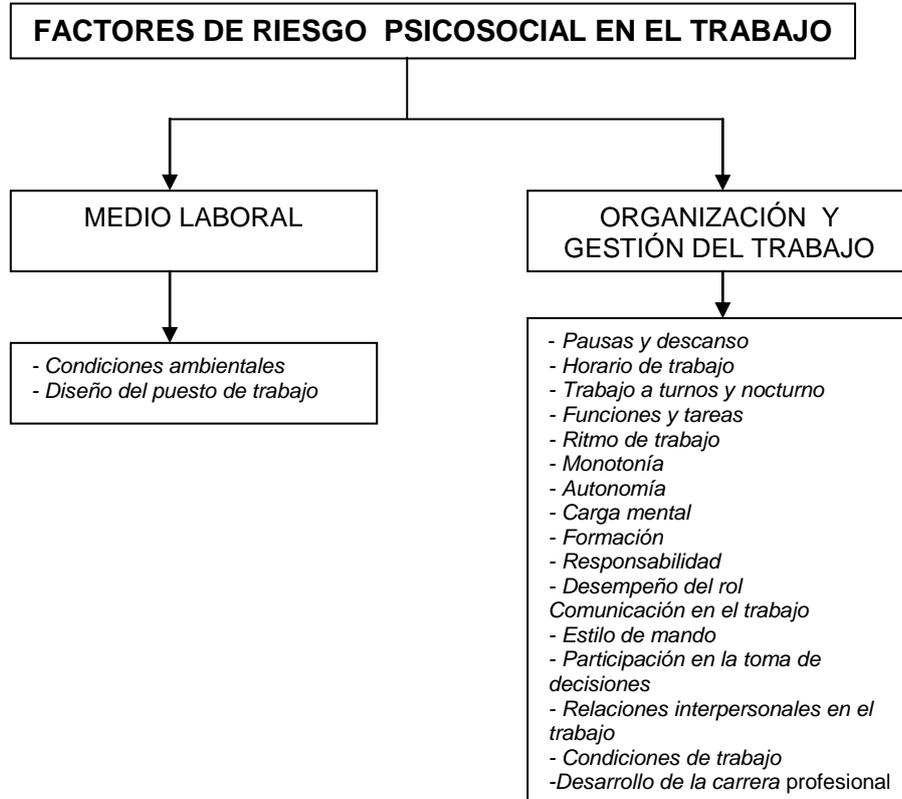 FACTORES DE RIESGO PSICOSOCIAL EN EL TRABAJO
MEDIO LABORAL
- Condiciones ambientales
- Diseño del puesto de trabajo
ORGANIZACIÓN Y
GESTIÓN DEL TRABAJO
- Pausas y descanso
- Horario de trabajo
- Trabajo a turnos y nocturno
- Funciones y tareas
- Ritmo de trabajo
- Monotonía
- Autonomía
- Carga mental
- Formación
- Responsabilidad
- Desempeño del rol
Comunicación en el trabajo
- Estilo de mando
- Participación en la toma de
decisiones
- Relaciones interpersonales en el
trabajo
- Condiciones de trabajo
-Desarrollo de la carrera profesional